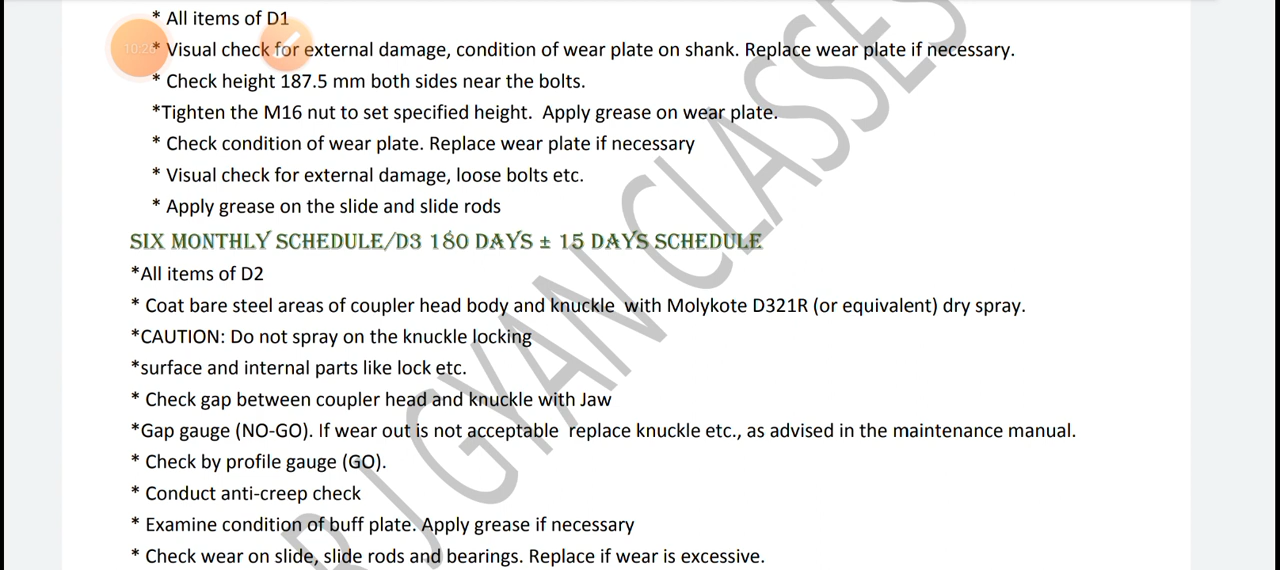 * All items of D1
* Visual check for external damage, condition of wear plate on shank. Replace wear plate if necessary.
* Check height 187.5 mm both sides near the bolts.
*Tighten the M16 nut to set specified height.  Apply grease on wear plate.
* Check condition of wear plate. Replace wear plate if necessary
* Visual check for external damage, loose bolts etc.
* Apply grease on the slide and slide rods
SIX MONTHLY SCHEDULE/D3 180 DAYS ± 15 DAYS SCHEDULE
*All items of D2
* Coat bare steel areas of coupler head body and knuckle  with Molykote D321R (or equivalent) dry spray.
*CAUTION: Do not spray on the knuckle locking
*surface and internal parts like lock etc.
* Check gap between coupler head and knuckle with Jaw
*Gap gauge (NO-GO). If wear out is not acceptable  replace knuckle etc., as advised in the maintenance manual.
* Check by profile gauge (GO).
* Conduct anti-creep check
* Examine condition of buff plate. Apply grease if necessary
* Check wear on slide, slide rods and bearings. Replace if wear is excessive.
J GYAN CLASSES